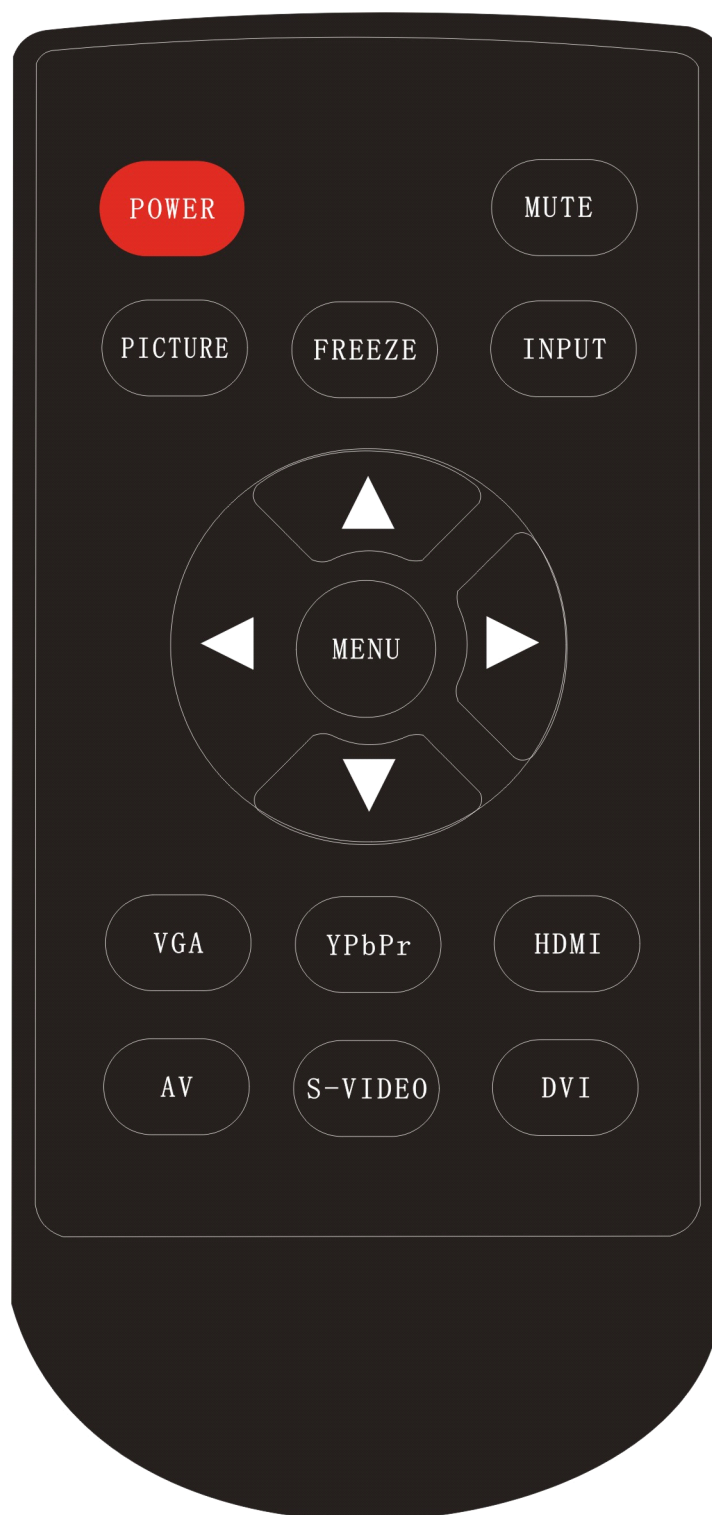 POWER MUTE
PICTURE FREEZE INPUT
MENU
VGA YPbPr HDMI
AV S-VIDEO DVI